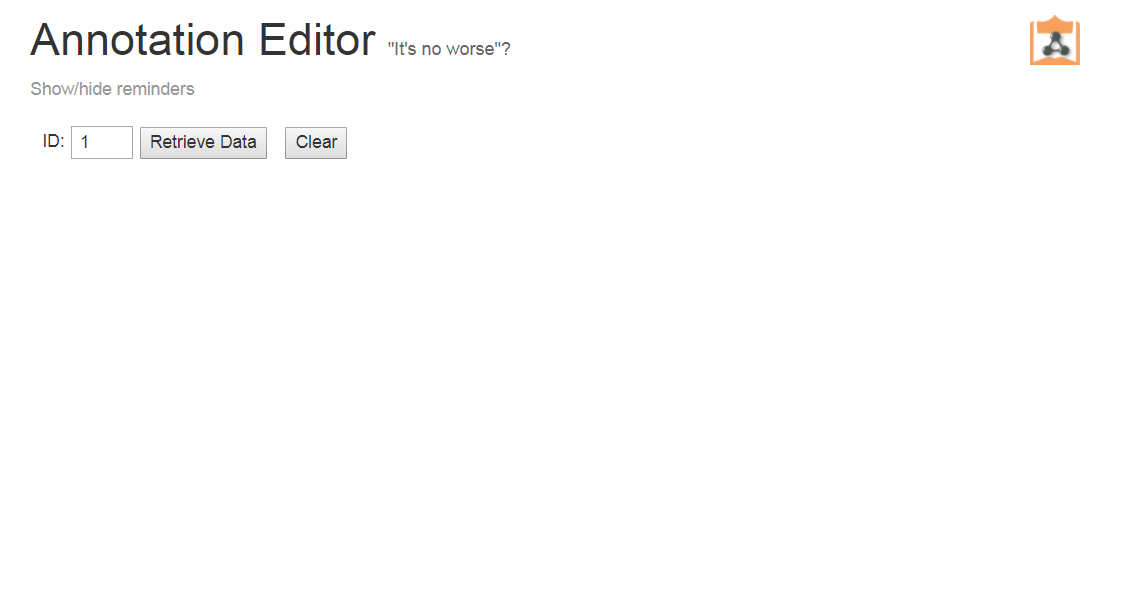 Annotation Editor "It's no worse"?
Show/hide reminders
ID: 1 Retrieve Data Clear